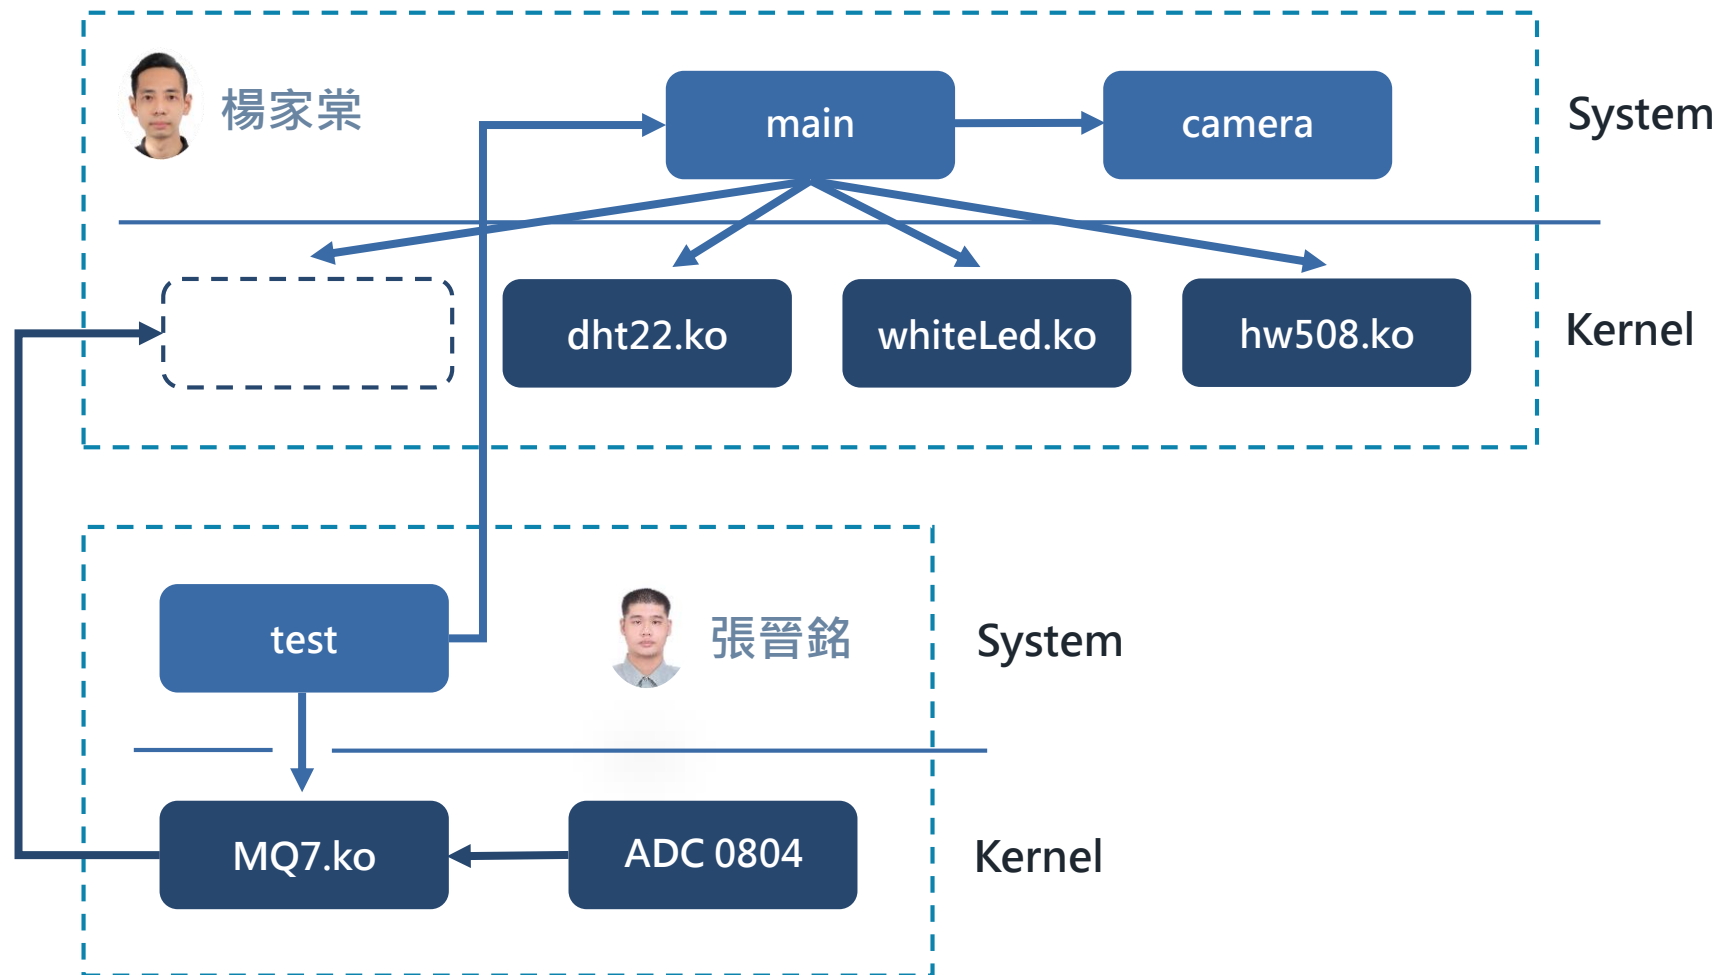 楊家棠
main
camera
System
dht22.ko
whiteLed.ko
hw508.ko
Kernel
test
張晉銘
System
MQ7.ko
ADC 0804
Kernel